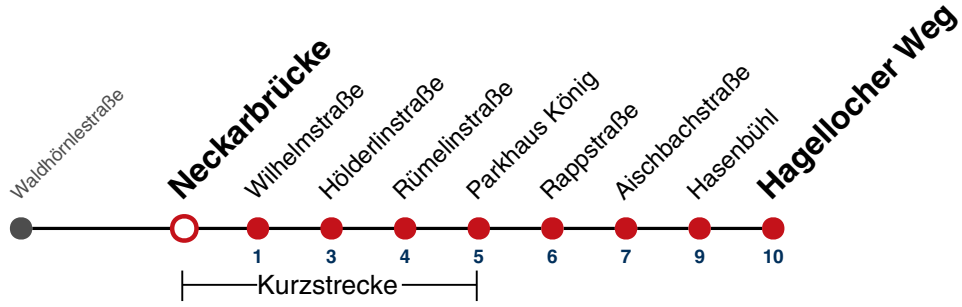 Waldhörnlestraße
Neckarbrücke
Wilhelmstraße
Hölderlinstraße
Rümelinstraße
Parkhaus König
Rappstraße
Aischbachstraße
Hasenbühl
Hagellocher Weg
1 3 4 5 6 7 9 10
Kurzstrecke